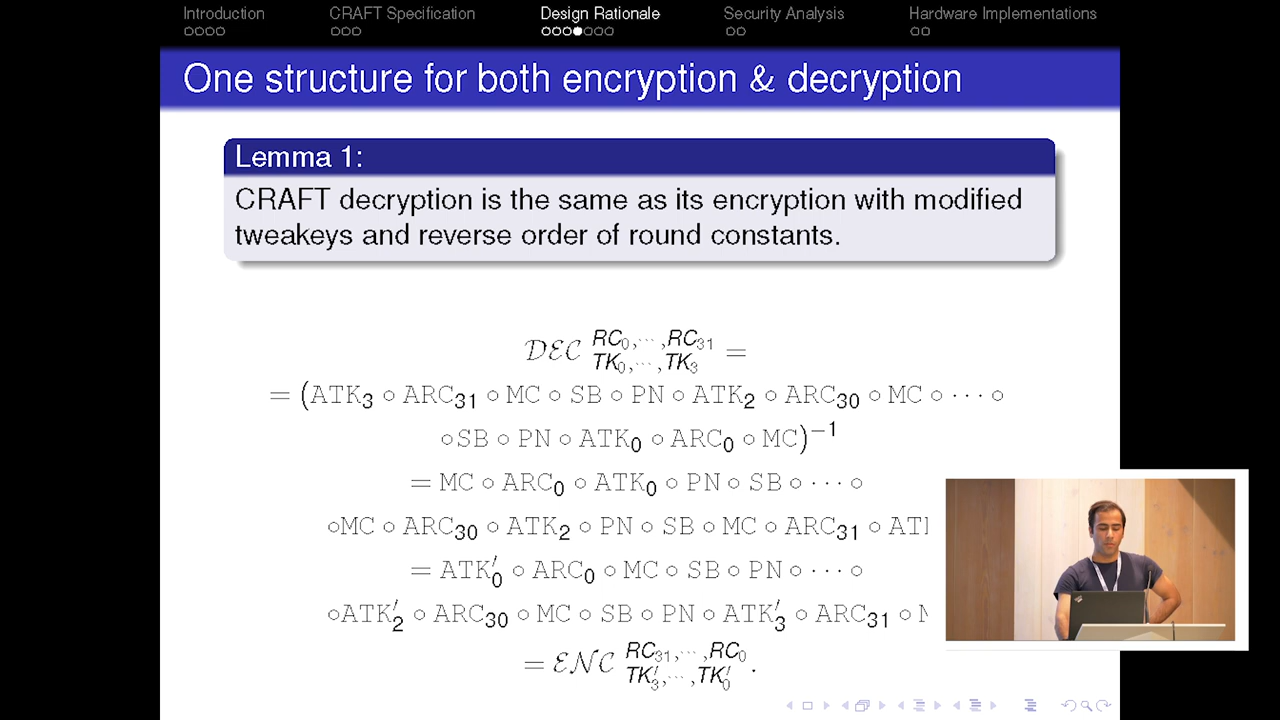 Introduction CRAFT Specification Design Rationale Security Analysis Hardware Implementations
One structure for both encryption & decryption
Lemma 1:
CRAFT decryption is the same as its encryption with modified
tweakeys and reverse order of round constants.
𝒟ℰ𝒞 RC₀,⋯,RC₃₁ TK₀,⋯,TK₃ =
= (ATK₃ ∘ ARC₃₁ ∘ MC ∘ SB ∘ PN ∘ ATK₂ ∘ ARC₃₀ ∘ MC ∘ ⋯ ∘
∘SB ∘ PN ∘ ATK₀ ∘ ARC₀ ∘ MC)⁻¹
= MC ∘ ARC₀ ∘ ATK₀ ∘ PN ∘ SB ∘ ⋯ ∘
∘MC ∘ ARC₃₀ ∘ ATK₂ ∘ PN ∘ SB ∘ MC ∘ ARC₃₁ ∘ AT
= ATK′₀ ∘ ARC₀ ∘ MC ∘ SB ∘ PN ∘ ⋯ ∘
∘ATK′₂ ∘ ARC₃₀ ∘ MC ∘ SB ∘ PN ∘ ATK′₃ ∘ ARC₃₁ ∘
= ℰ𝒩𝒞 RC₃₁,⋯,RC₀ TK′₃,⋯,TK′₀ .